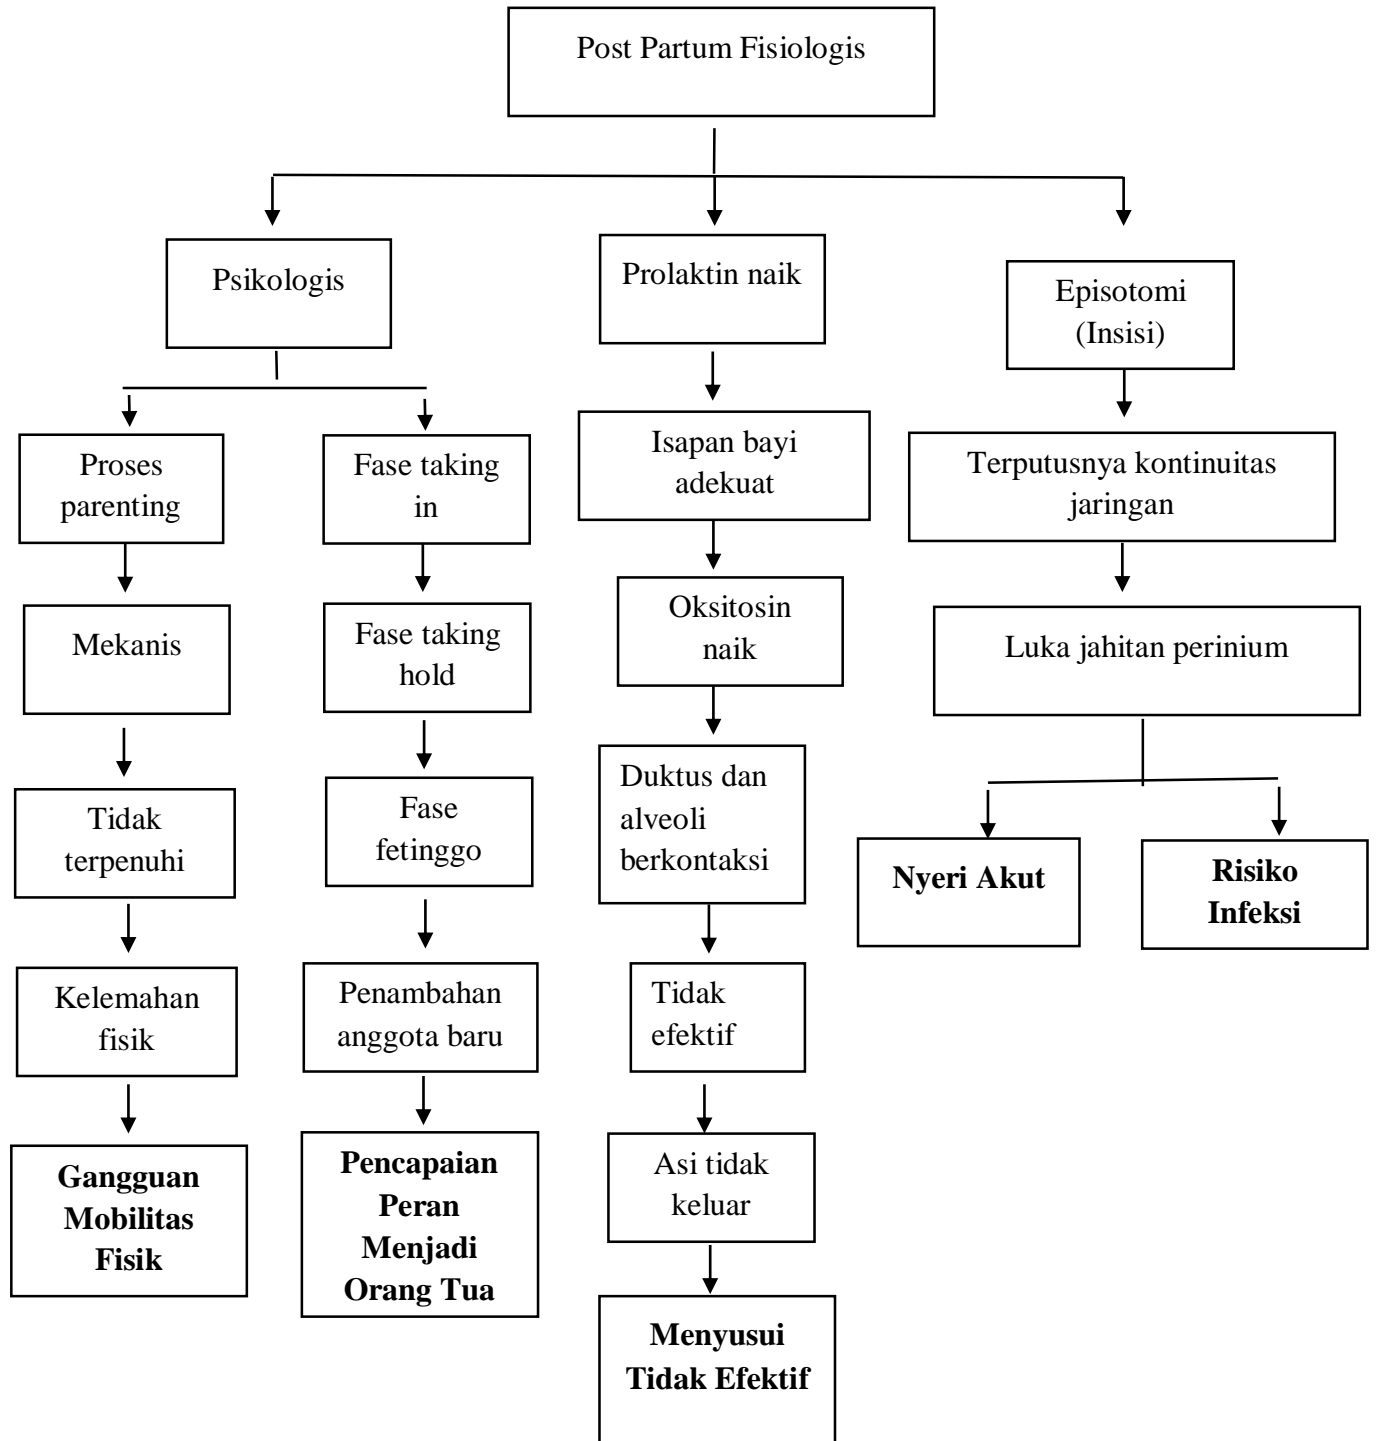 Post Partum Fisiologis
Psikologis
Prolaktin naik
Episotomi
(Insisi)
Proses
parenting
Fase taking
in
Isapan bayi
adekuat
Terputusnya kontinuitas
jaringan
Mekanis
Fase taking
hold
Oksitosin
naik
Luka jahitan perinium
Tidak
terpenuhi
Fase
fetinggo
Duktus dan
alveoli
berkontaksi
Nyeri Akut
Risiko
Infeksi
Kelemahan
fisik
Penambahan
anggota baru
Tidak
efektif
Gangguan
Mobilitas
Fisik
Pencapaian
Peran
Menjadi
Orang Tua
Asi tidak
keluar
Menyusui
Tidak Efektif